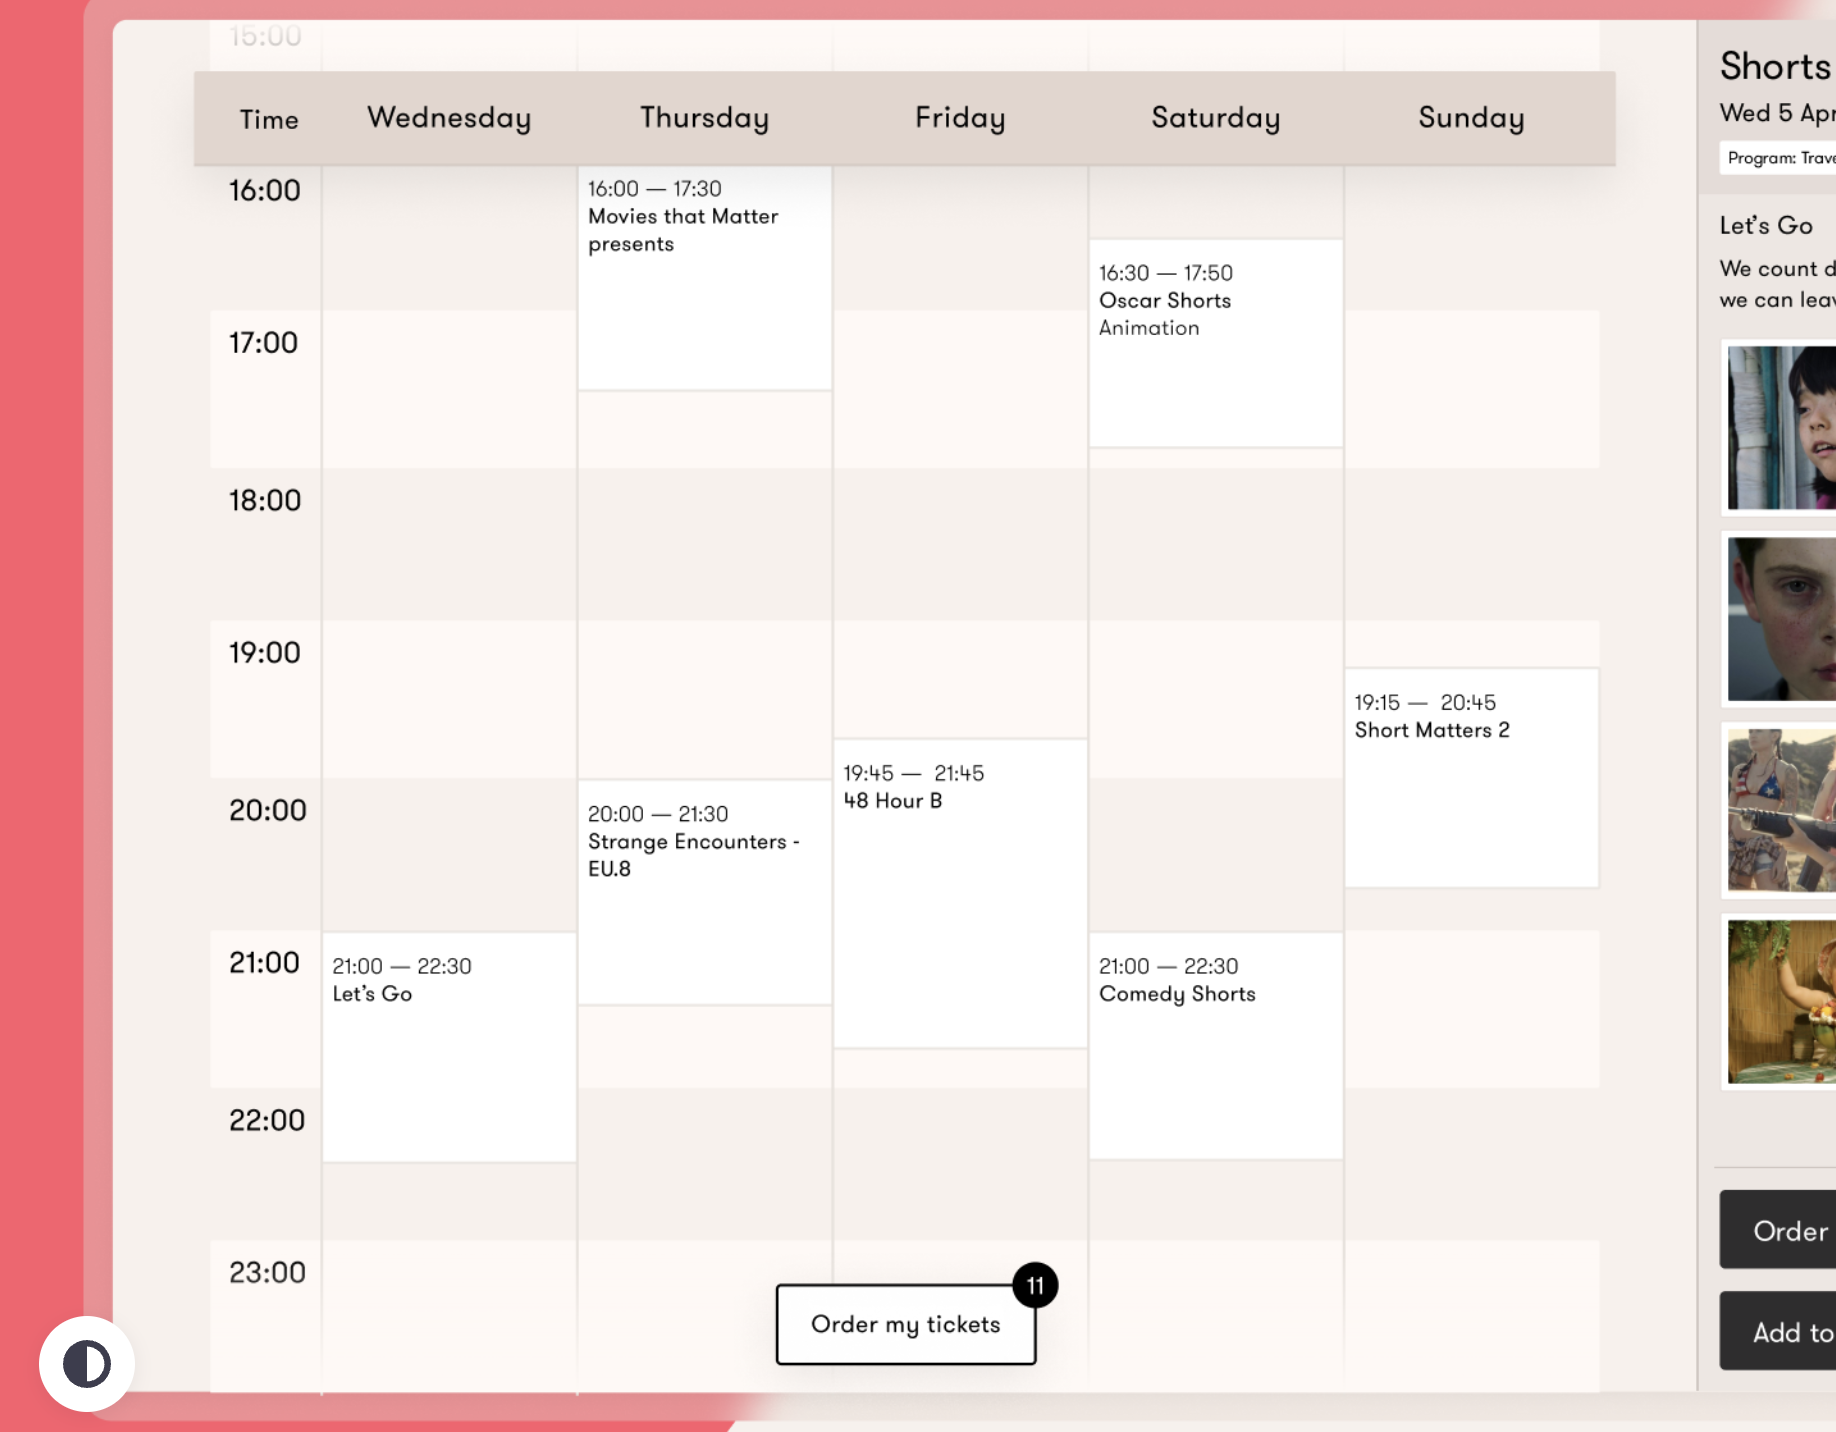 15:00
Time Wednesday Thursday Friday Saturday Sunday
16:00
16:00 — 17:30
Movies that Matter
presents
16:30 — 17:50
Oscar Shorts
Animation
17:00
18:00
19:00
19:15 — 20:45
Short Matters 2
19:45 — 21:45
48 Hour B
20:00
20:00 — 21:30
Strange Encounters -
EU.8
21:00
21:00 — 22:30
Let's Go
21:00 — 22:30
Comedy Shorts
22:00
23:00
Order my tickets
11
Shorts
Wed 5 Apr
Program: Trave
Let's Go
We count d
we can leav
Order
Add to